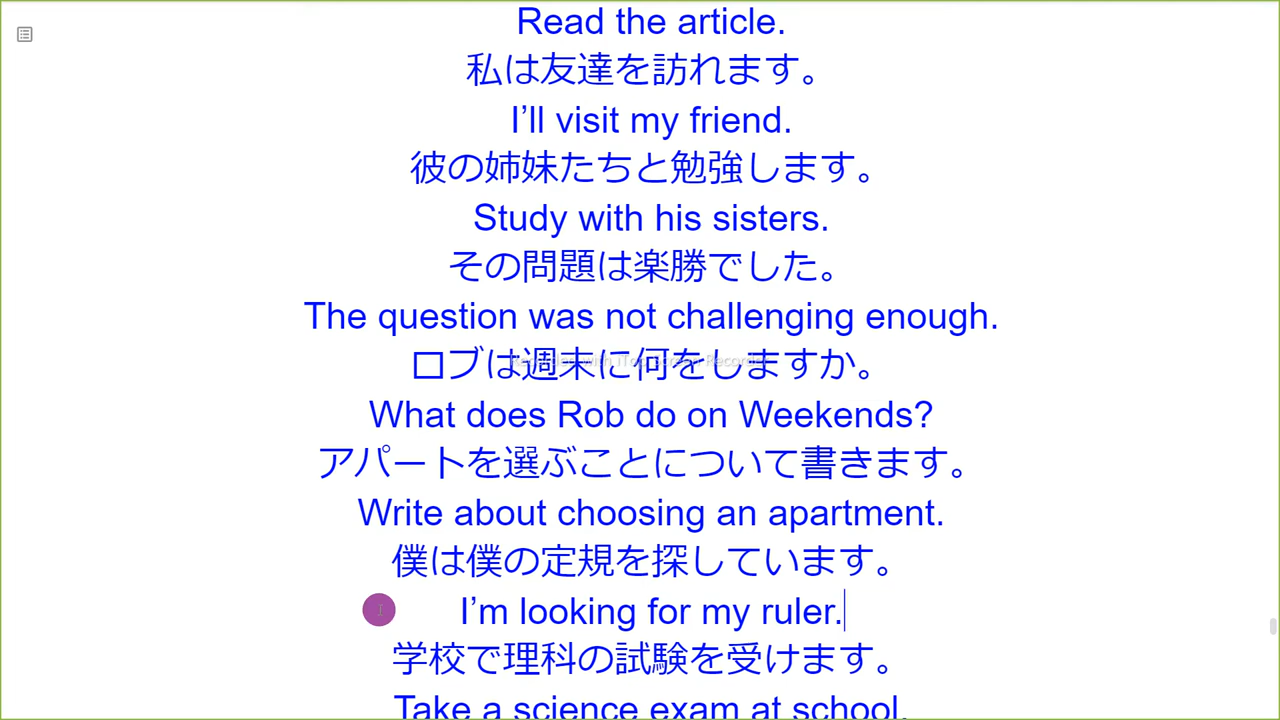 Read the article.
私は友達を訪れます。
I’ll visit my friend.
彼の姉妹たちと勉強します。
Study with his sisters.
その問題は楽勝でした。
The question was not challenging enough.
ロブは週末に何をしますか。
Recorded with iTop Screen Recorder
What does Rob do on Weekends?
アパートを選ぶことについて書きます。
Write about choosing an apartment.
僕は僕の定規を探しています。
I’m looking for my ruler.
学校で理科の試験を受けます。
Take a science exam at school.